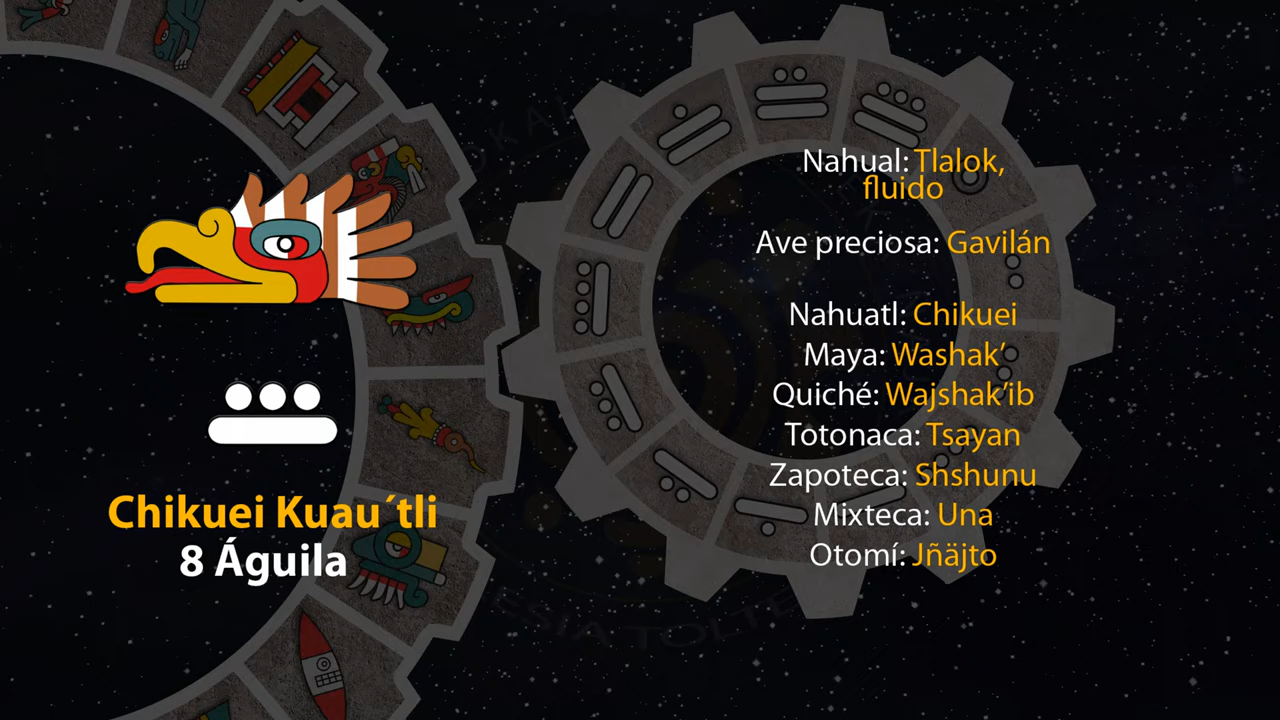 Chikuei Kuau´tli
8 Águila
Nahual: Tlalok,
fluido
Ave preciosa: Gavilán
Nahuatl: Chikuei
Maya: Washak’
Quiché: Wajshak’ib
Totonaca: Tsayan
Zapoteca: Shshunu
Mixteca: Una
Otomí: Jñäjto